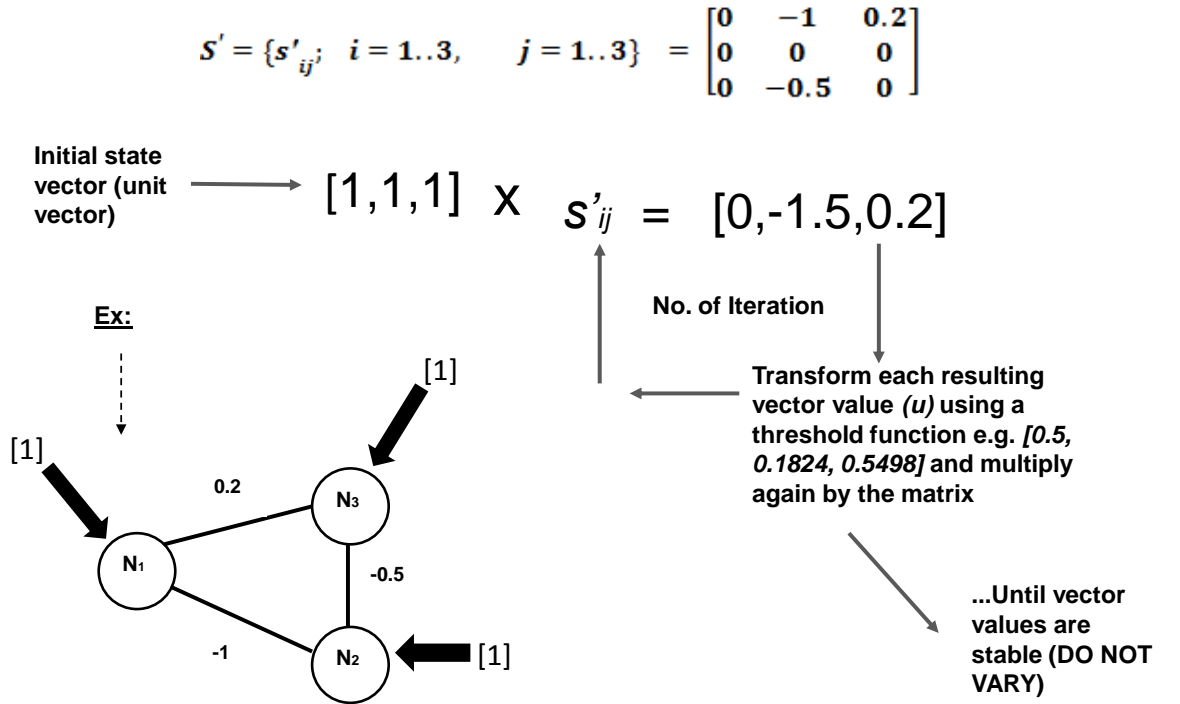 S' = {s'ij; i = 1..3, j = 1..3} = [0 -1 0.2]
[0 0 0]
[0 -0.5 0]
Initial state
vector (unit
vector)
[1,1,1] x s'ij = [0,-1.5,0.2]
No. of Iteration
Ex:
Transform each resulting
vector value (u) using a
threshold function e.g. [0.5,
0.1824, 0.5498] and multiply
again by the matrix
...Until vector
values are
stable (DO NOT
VARY)
[1]
[1]
0.2
N3
N1
-0.5
-1
N2
[1]